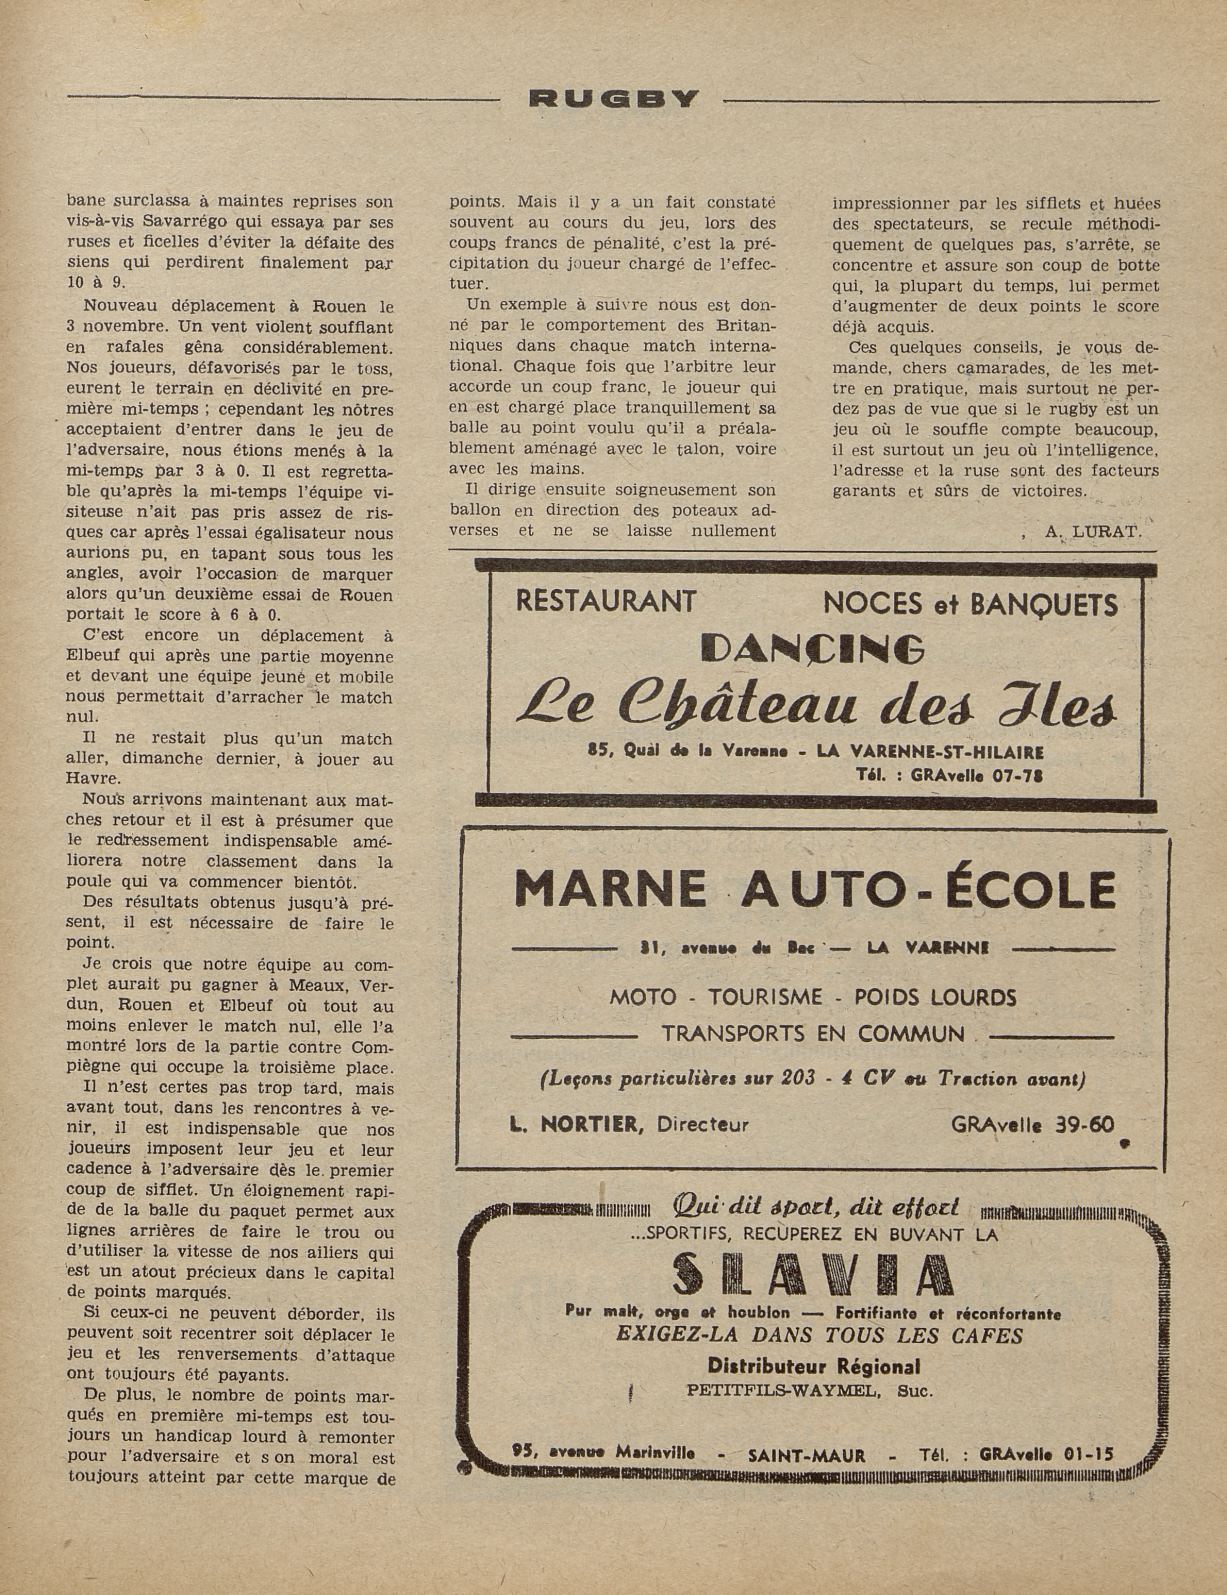 RUGBY
bane surclassa à maintes reprises son
vis-à-vis Savarrégo qui essaya par ses
ruses et ficelles d'éviter la défaite des
siens qui perdirent finalement par
10 à 9.
Nouveau déplacement à Rouen le
3 novembre. Un vent violent soufflant
en rafales gêna considérablement.
Nos joueurs, défavorisés par le toss,
eurent le terrain en déclivité en pre-
mière mi-temps ; cependant les nôtres
acceptaient d'entrer dans le jeu de
l'adversaire, nous étions menés à la
mi-temps par 3 à 0. Il est regretta-
ble qu'après la mi-temps l'équipe vi-
siteuse n'ait pas pris assez de ris-
ques car après l'essai égalisateur nous
aurions pu, en tapant sous tous les
angles, avoir l'occasion de marquer
alors qu'un deuxième essai de Rouen
portait le score à 6 à 0.
C'est encore un déplacement à
Elbeuf qui après une partie moyenne
et devant une équipe jeune et mobile
nous permettait d'arracher le match
nul.
Il ne restait plus qu'un match
aller, dimanche dernier, à jouer au
Havre.
Nous arrivons maintenant aux mat-
ches retour et il est à présumer que
le redressement indispensable amé-
liorera notre classement dans la
poule qui va commencer bientôt.
Des résultats obtenus jusqu'à pré-
sent, il est nécessaire de faire le
point.
Je crois que notre équipe au com-
plet aurait pu gagner à Meaux, Ver-
dun, Rouen et Elbeuf où tout au
moins enlever le match nul, elle l'a
montré lors de la partie contre Com-
piègne qui occupe la troisième place.
Il n'est certes pas trop tard, mais
avant tout, dans les rencontres à ve-
nir, il est indispensable que nos
joueurs imposent leur jeu et leur
cadence à l'adversaire dès le premier
coup de sifflet. Un éloignement rapi-
de de la balle du paquet permet aux
lignes arrières de faire le trou ou
d'utiliser la vitesse de nos ailiers qui
est un atout précieux dans le capital
de points marqués.
Si ceux-ci ne peuvent déborder, ils
peuvent soit recentrer soit déplacer le
jeu et les renversements d'attaque
ont toujours été payants.
De plus, le nombre de points mar-
qués en première mi-temps est tou-
jours un handicap lourd à remonter
pour l'adversaire et s on moral est
toujours atteint par cette marque de
points. Mais il y a un fait constaté
souvent au cours du jeu, lors des
coups francs de pénalité, c'est la pré-
cipitation du joueur chargé de l'effec-
tuer.
Un exemple à suivre nous est don-
né par le comportement des Britan-
niques dans chaque match interna-
tional. Chaque fois que l'arbitre leur
accorde un coup franc, le joueur qui
en est chargé place tranquillement sa
balle au point voulu qu'il a préala-
blement aménagé avec le talon, voire
avec les mains.
Il dirige ensuite soigneusement son
ballon en direction des poteaux ad-
verses et ne se laisse nullement
impressionner par les sifflets et huées
des spectateurs, se recule méthodi-
quement de quelques pas, s'arrête, se
concentre et assure son coup de botte
qui, la plupart du temps, lui permet
d'augmenter de deux points le score
déjà acquis.
Ces quelques conseils, je vous de-
mande, chers camarades, de les met-
tre en pratique, mais surtout ne per-
dez pas de vue que si le rugby est un
jeu où le souffle compte beaucoup,
il est surtout un jeu où l'intelligence,
l'adresse et la ruse sont des facteurs
garants et sûrs de victoires.
A. LURAT.
RESTAURANT NOCES et BANQUETS
DANCING
Le Château des Iles
85, Quai de la Varenne - LA VARENNE-ST-HILAIRE
Tél. : GRAvelle 07-78
MARNE AUTO-ÉCOLE
31, avenue du Bac — LA VARENNE
MOTO - TOURISME - POIDS LOURDS
TRANSPORTS EN COMMUN
(Leçons particulières sur 203 - 4 CV ou Traction avant)
L. NORTIER, Directeur GRAvelle 39-60
Qui dit sport, dit effort
...SPORTIFS, RECUPEREZ EN BUVANT LA
SLAVIA
Pur malt, orge et houblon — Fortifiante et réconfortante
EXIGEZ-LA DANS TOUS LES CAFES
Distributeur Régional
PETITFILS-WAYMEL, Suc.
95, avenue Marinville - SAINT-MAUR - Tél. : GRAvelle 01-15